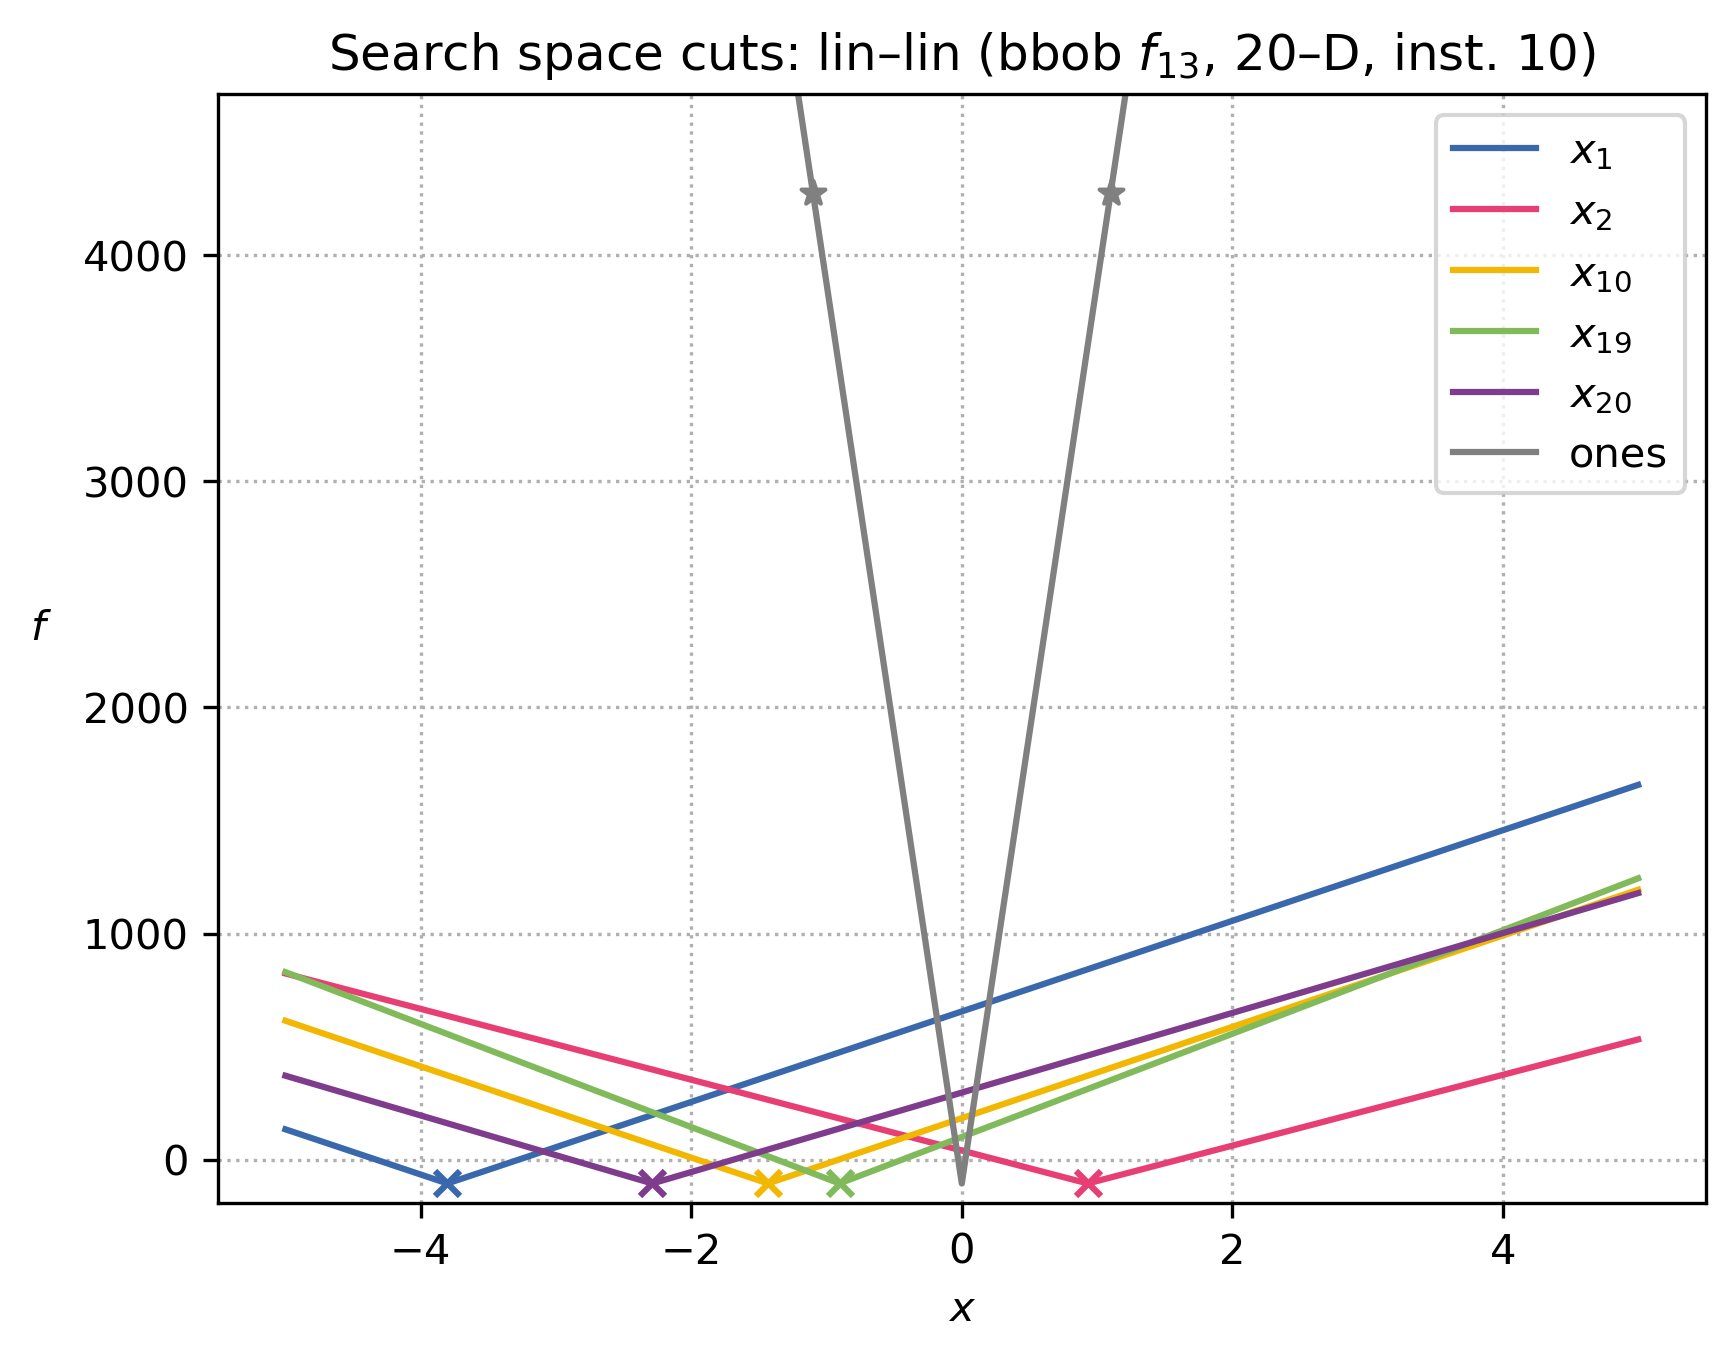 Search space cuts: lin–lin (bbob f₁₃, 20–D, inst. 10)
x₁
x₂
x₁₀
x₁₉
x₂₀
ones
4000
3000
2000
1000
0
f
−4 −2 0 2 4
x